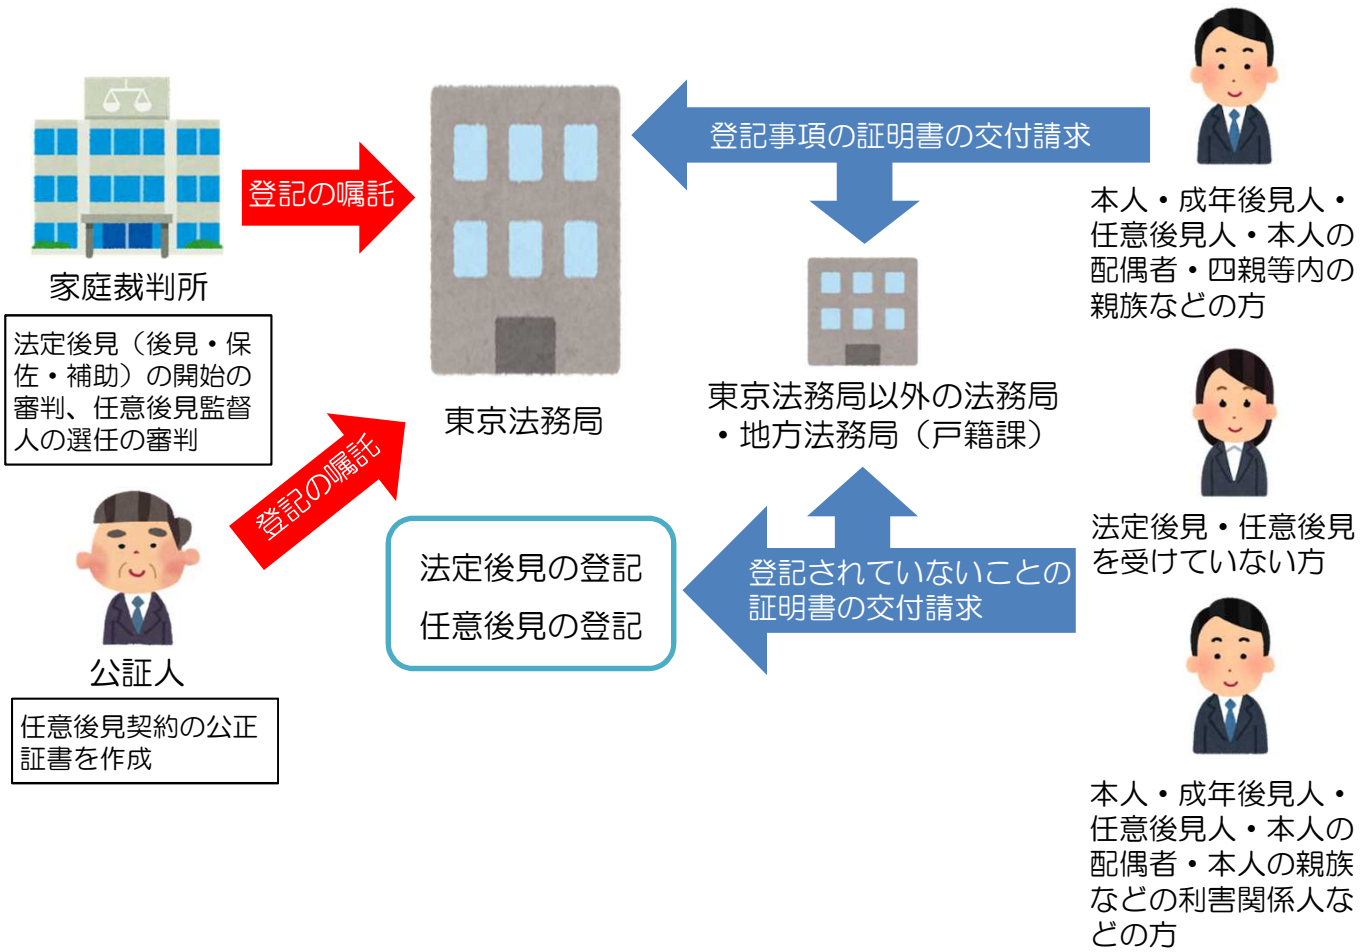 登記の嘱託
家庭裁判所
法定後見（後見・保
佐・補助）の開始の
審判、任意後見監督
人の選任の審判
登記の嘱託
公証人
任意後見契約の公正
証書を作成
東京法務局
法定後見の登記
任意後見の登記
登記事項の証明書の交付請求
東京法務局以外の法務局
・地方法務局（戸籍課）
登記されていないことの
証明書の交付請求
本人・成年後見人・
任意後見人・本人の
配偶者・四親等内の
親族などの方
法定後見・任意後見
を受けていない方
本人・成年後見人・
任意後見人・本人の
配偶者・本人の親族
などの利害関係人な
どの方